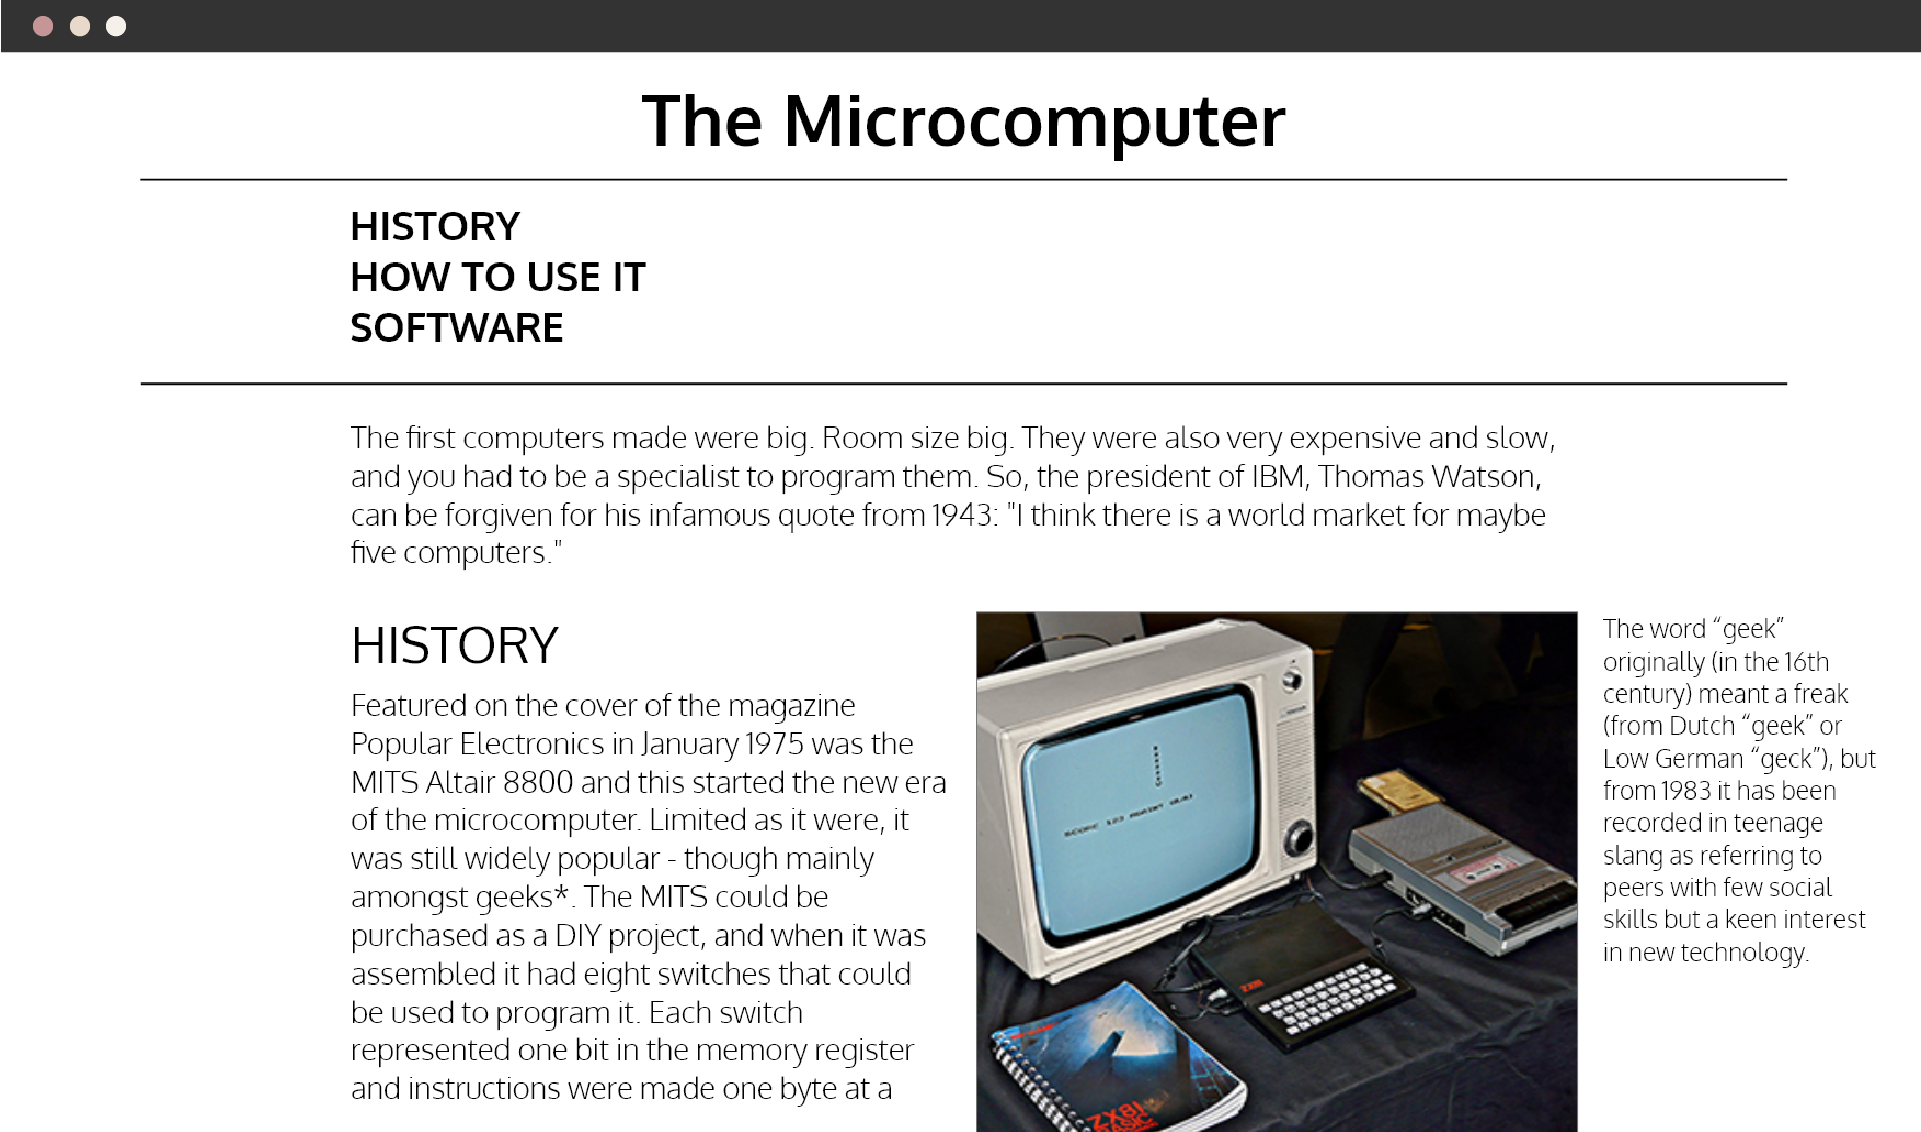 The Microcomputer
HISTORY
HOW TO USE IT
SOFTWARE
The first computers made were big. Room size big. They were also very expensive and slow,
and you had to be a specialist to program them. So, the president of IBM, Thomas Watson,
can be forgiven for his infamous quote from 1943: "I think there is a world market for maybe
five computers."
HISTORY
Featured on the cover of the magazine
Popular Electronics in January 1975 was the
MITS Altair 8800 and this started the new era
of the microcomputer. Limited as it were, it
was still widely popular - though mainly
amongst geeks*. The MITS could be
purchased as a DIY project, and when it was
assembled it had eight switches that could
be used to program it. Each switch
represented one bit in the memory register
and instructions were made one byte at a
ZX81
ZX81
BASIC
The word “geek”
originally (in the 16th
century) meant a freak
(from Dutch “geek” or
Low German “geck”), but
from 1983 it has been
recorded in teenage
slang as referring to
peers with few social
skills but a keen interest
in new technology.